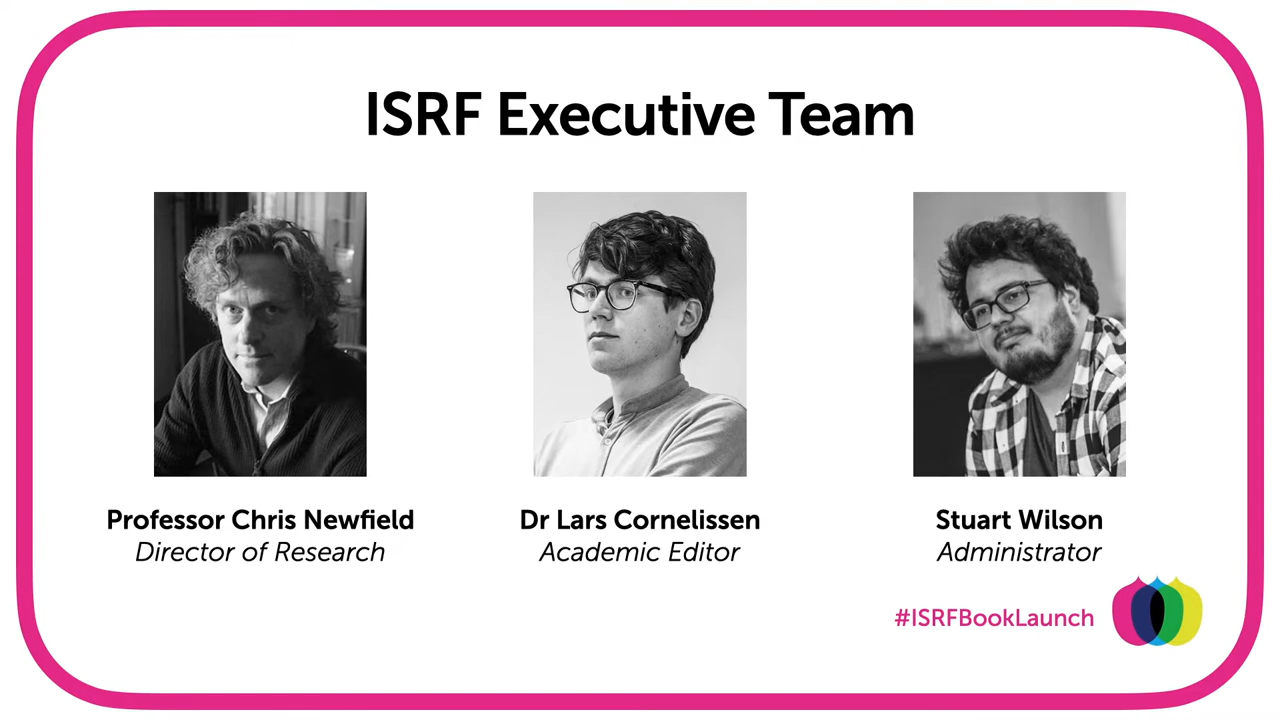 ISRF Executive Team
Professor Chris Newfield
Director of Research
Dr Lars Cornelissen
Academic Editor
Stuart Wilson
Administrator
#ISRFBookLaunch